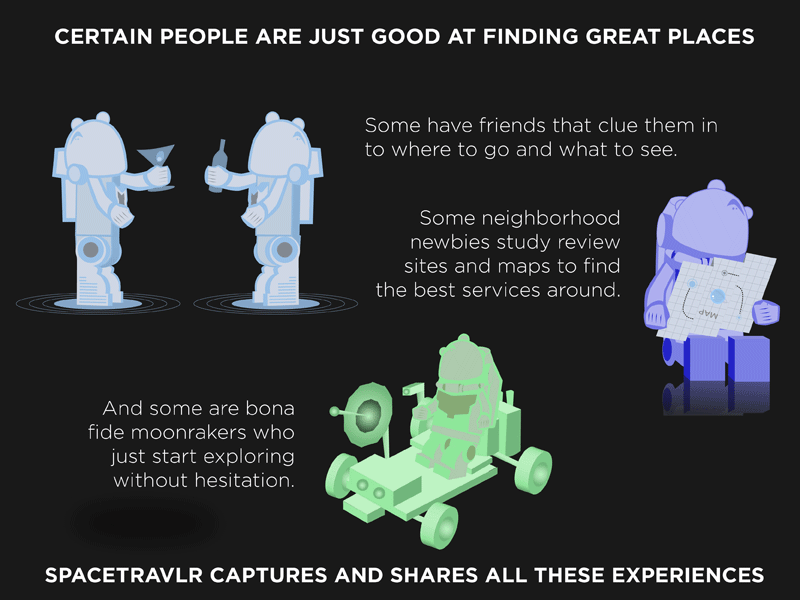 CERTAIN PEOPLE ARE JUST GOOD AT FINDING GREAT PLACES
Some have friends that clue them in
to where to go and what to see.
Some neighborhood
newbies study review
sites and maps to find
the best services around.
MAP
And some are bona
fide moonrakers who
just start exploring
without hesitation.
SPACETRAVLR CAPTURES AND SHARES ALL THESE EXPERIENCES